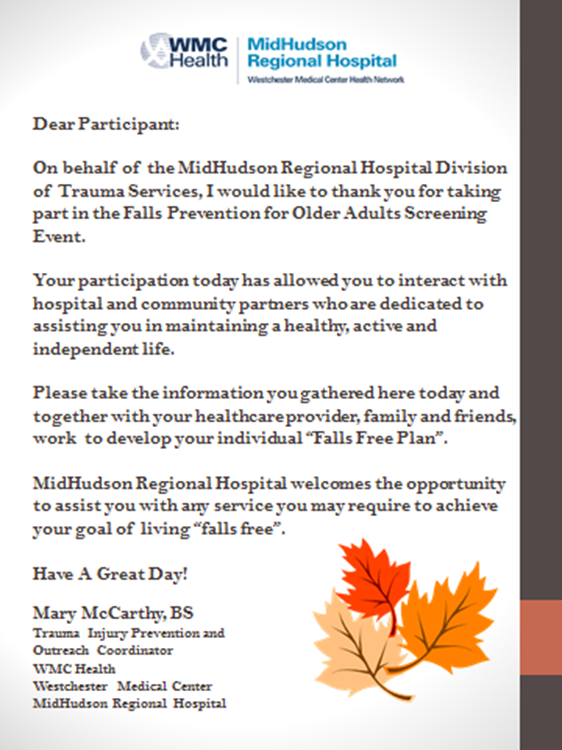 WMC
Health
MidHudson
Regional Hospital
Westchester Medical Center Health Network
Dear Participant:
On behalf of the MidHudson Regional Hospital Division
of Trauma Services, I would like to thank you for taking
part in the Falls Prevention for Older Adults Screening
Event.
Your participation today has allowed you to interact with
hospital and community partners who are dedicated to
assisting you in maintaining a healthy, active and
independent life.
Please take the information you gathered here today and
together with your healthcare provider, family and friends,
work to develop your individual “Falls Free Plan”.
MidHudson Regional Hospital welcomes the opportunity
to assist you with any service you may require to achieve
your goal of living “falls free”.
Have A Great Day!
Mary McCarthy, BS
Trauma Injury Prevention and
Outreach Coordinator
WMC Health
Westchester Medical Center
MidHudson Regional Hospital